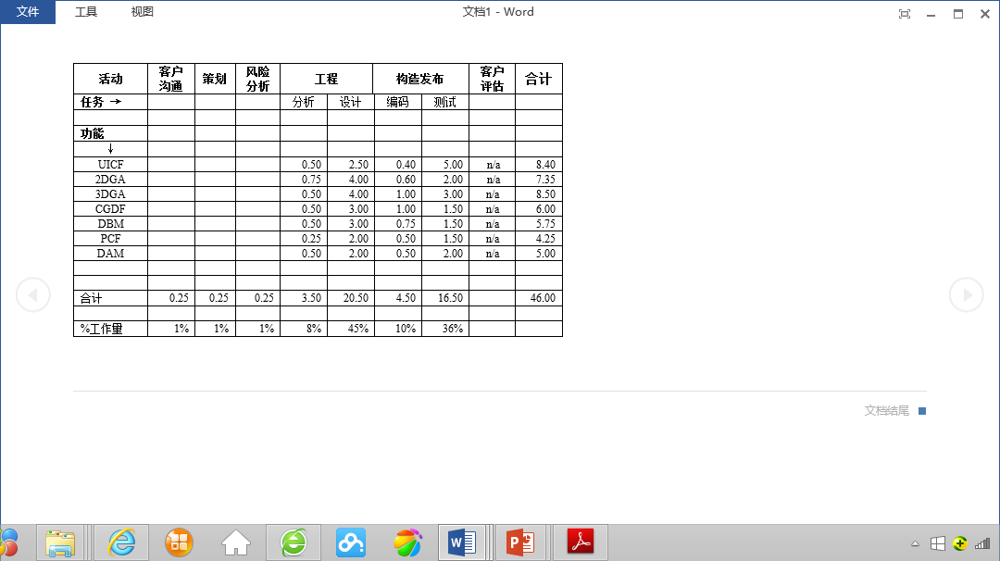 文件 工具 视图 文档1 - Word
活动 客户沟通 策划 风险分析 工程 构造发布 客户评估 合计
任务 → 分析 设计 编码 测试
功能
↓
UICF 0.50 2.50 0.40 5.00 n/a 8.40
2DGA 0.75 4.00 0.60 2.00 n/a 7.35
3DGA 0.50 4.00 1.00 3.00 n/a 8.50
CGDF 0.50 3.00 1.00 1.50 n/a 6.00
DBM 0.50 3.00 0.75 1.50 n/a 5.75
PCF 0.25 2.00 0.50 1.50 n/a 4.25
DAM 0.50 2.00 0.50 2.00 n/a 5.00
合计 0.25 0.25 0.25 3.50 20.50 4.50 16.50 46.00
%工作量 1% 1% 1% 8% 45% 10% 36%
文档结尾